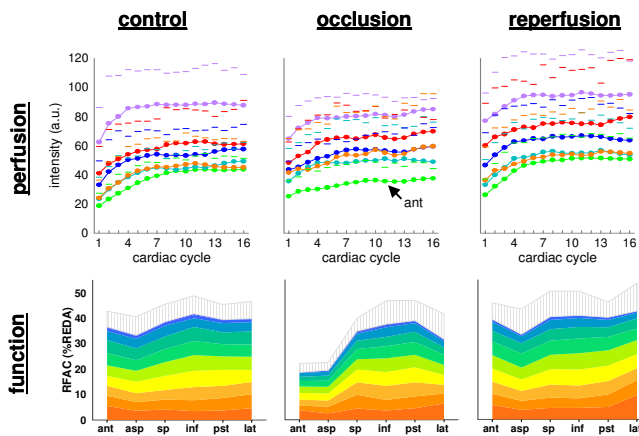 control occlusion reperfusion
perfusion
intensity (a.u.)
120
100
80
60
40
20
0
ant
1 4 7 10 13 16 1 4 7 10 13 16 1 4 7 10 13 16
cardiac cycle cardiac cycle cardiac cycle
function
RFAC (%REDA)
50
40
30
20
10
0
ant asp sp inf pst lat ant asp sp inf pst lat ant asp sp inf pst lat